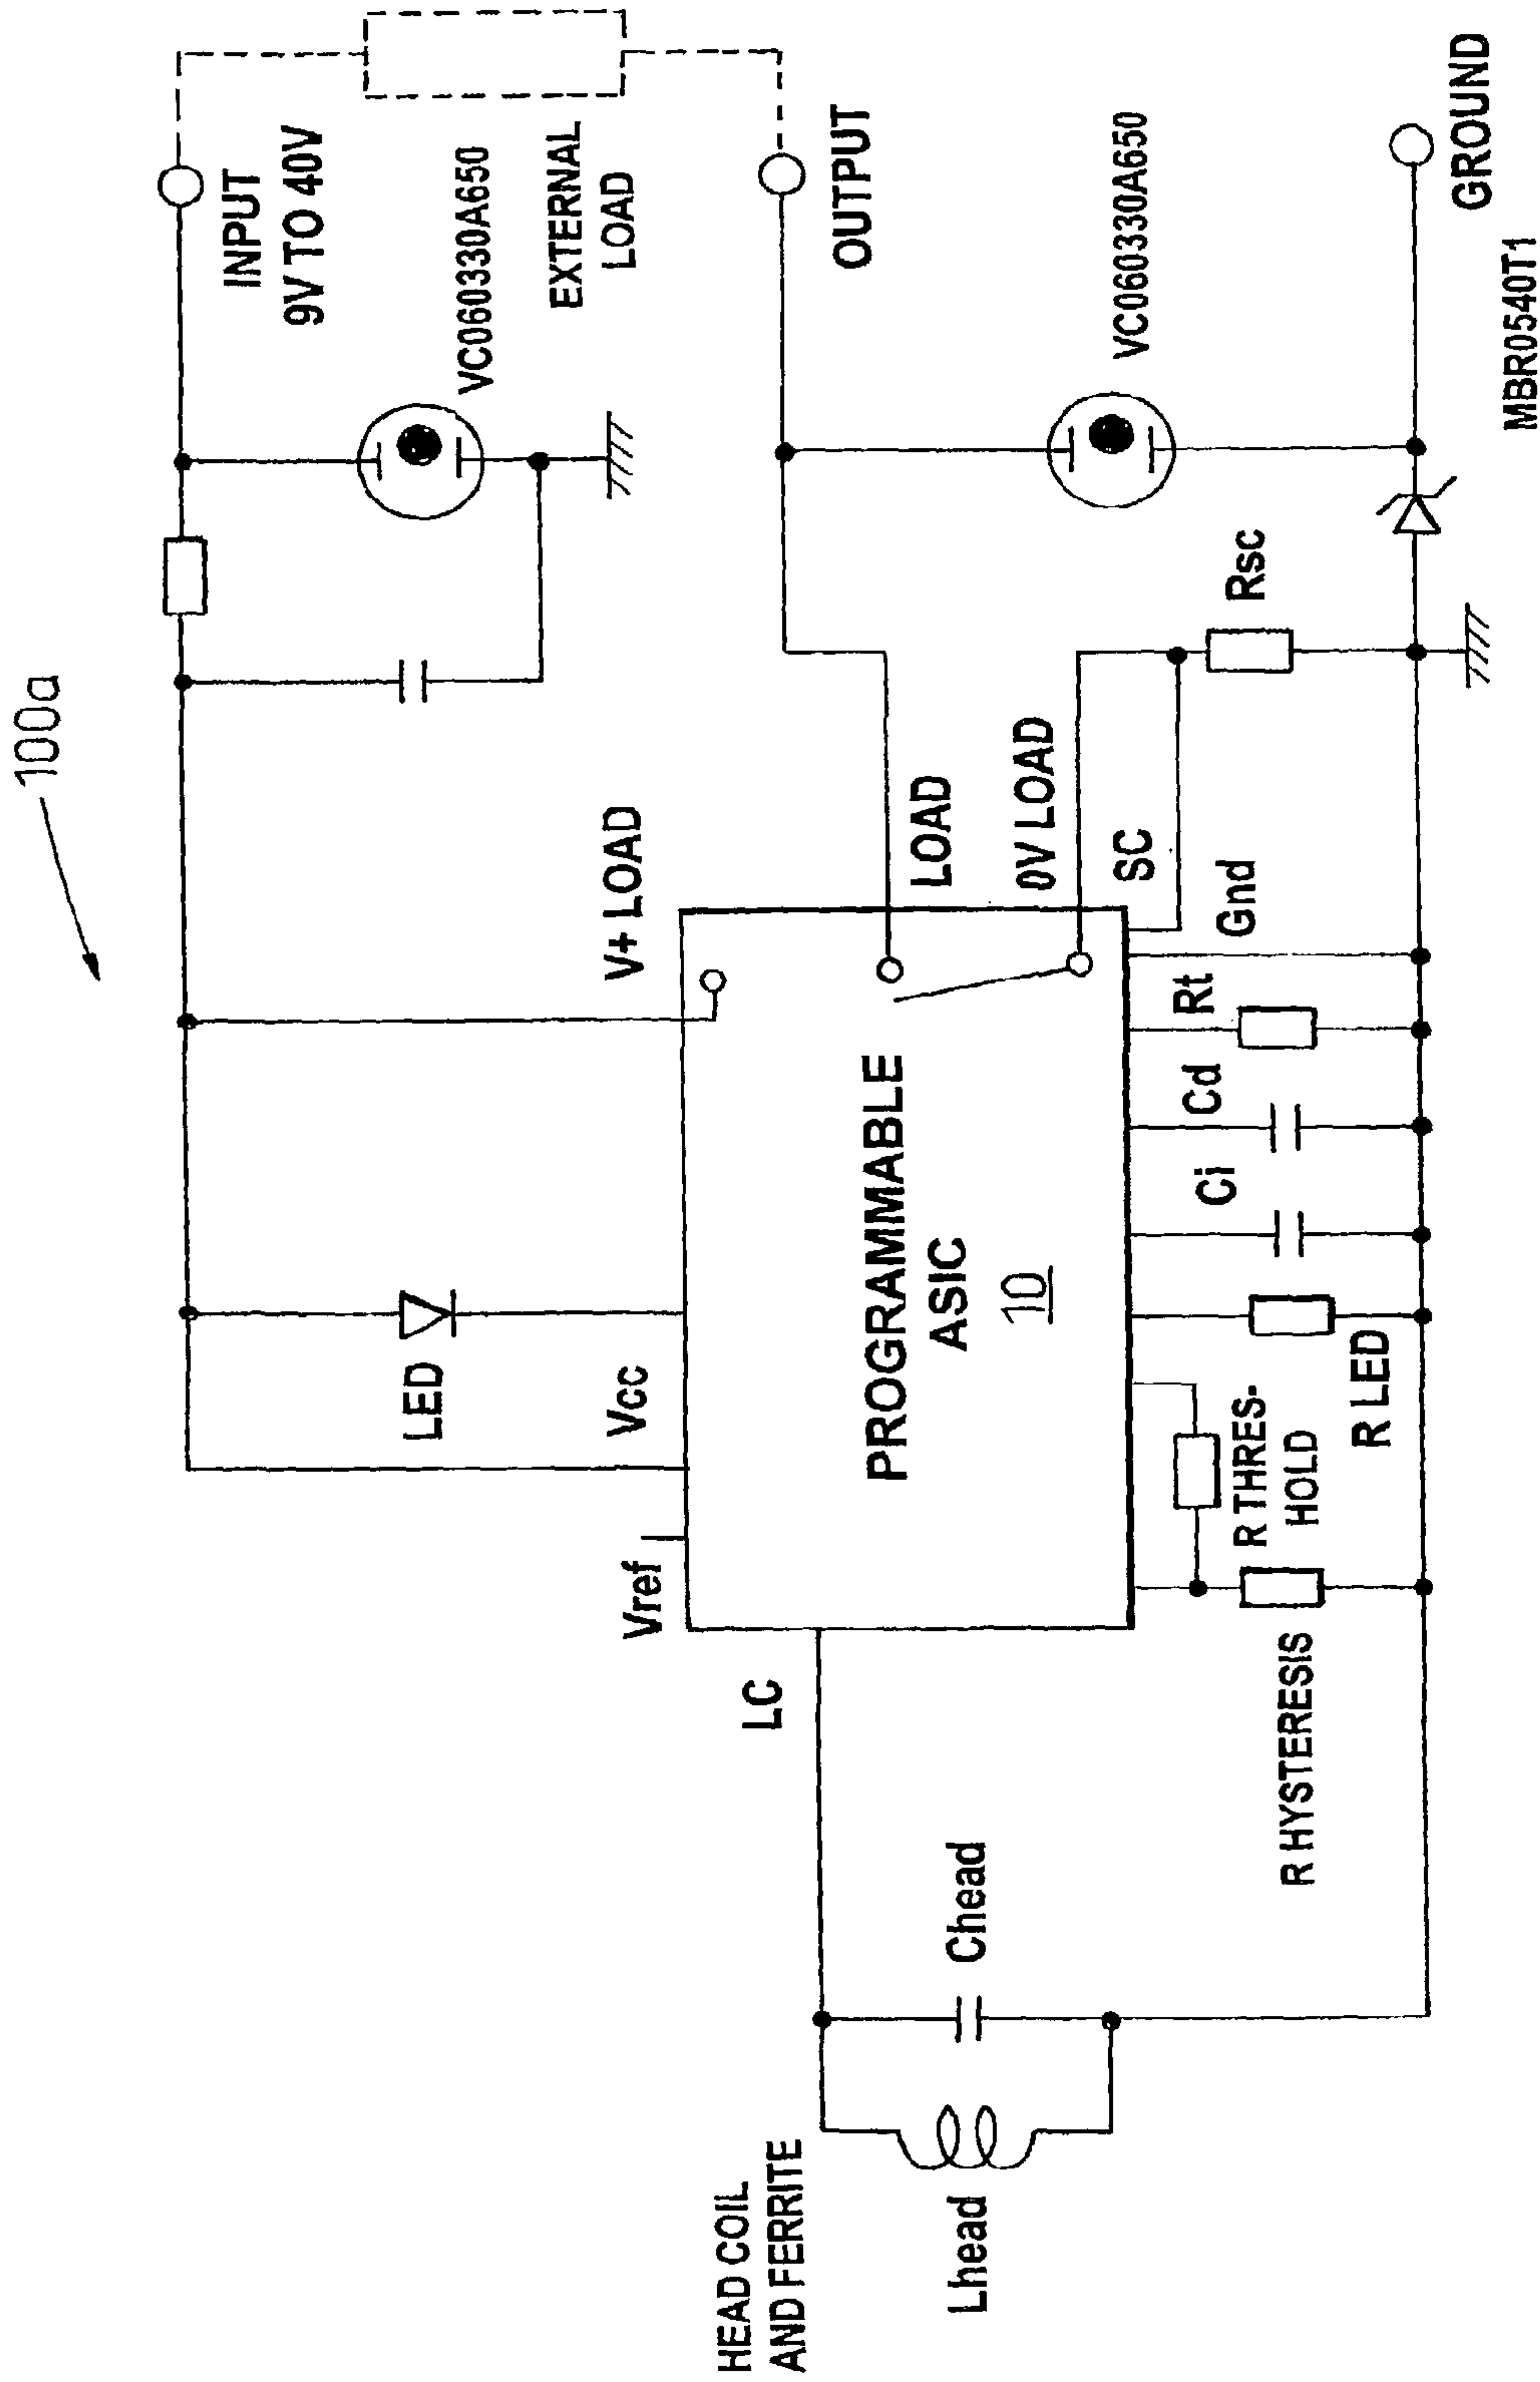 100a
INPUT
9V TO 40V
VC060330A650
EXTERNAL
LOAD
OUTPUT
VC060330A650
GROUND
MBR0540T1
Rsc
V+ LOAD
LOAD
0V LOAD
SC
Gnd
Rt
Cd
Ci
LED
Vcc
Vref
PROGRAMMABLE
ASIC
10
R LED
R THRES-
HOLD
R HYSTERESIS
LC
Chead
HEAD COIL
AND FERRITE
Lhead